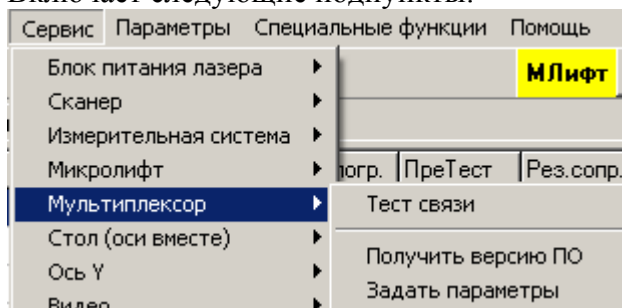 Включает следующие подпункты:
Сервис Параметры Специальные функции Помощь
Блок питания лазера МЛифт
Сканер
Измерительная система
Микролифт погр. ПреТест Рез.сопр.
Мультиплексор Тест связи
Стол (оси вместе) Получить версию ПО
Ось Y Задать параметры
Видео